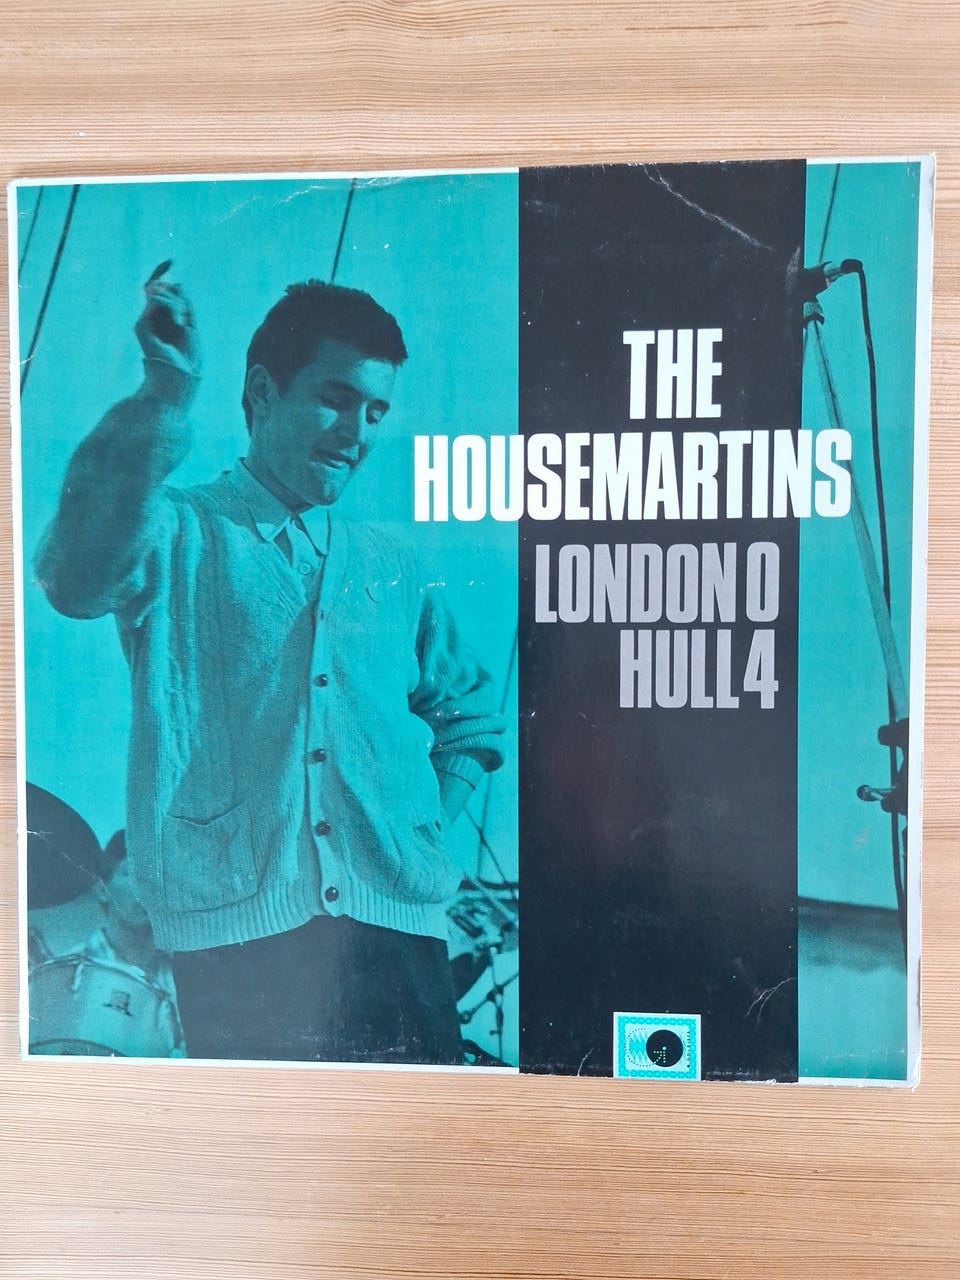 THE
HOUSEMARTINS
LONDON 0
HULL 4